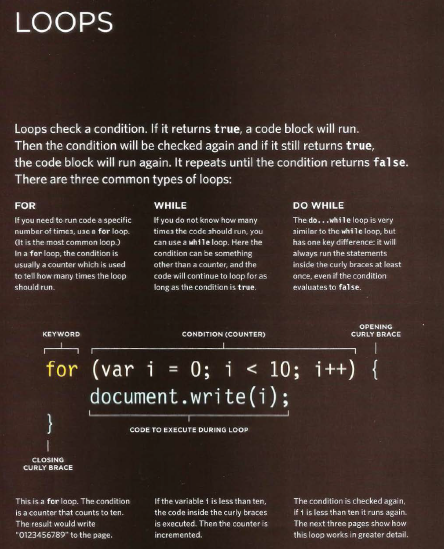 LOOPS
Loops check a condition. If it returns true, a code block will run.
Then the condition will be checked again and if it still returns true,
the code block will run again. It repeats until the condition returns false.
There are three common types of loops:
FOR
If you need to run code a specific
number of times, use a for loop.
(It is the most common loop.)
In a for loop, the condition is
usually a counter which is used
to tell how many times the loop
should run.
WHILE
If you do not know how many
times the code should run, you
can use a while loop. Here the
condition can be something
other than a counter, and the
code will continue to loop for as
long as the condition is true.
DO WHILE
The do...while loop is very
similar to the while loop, but
has one key difference: it will
always run the statements
inside the curly braces at least
once, even if the condition
evaluates to false.
KEYWORD
CONDITION (COUNTER)
OPENING
CURLY BRACE
for (var i = 0; i < 10; i++) {
document.write(i);
CODE TO EXECUTE DURING LOOP
}
CLOSING
CURLY BRACE
This is a for loop. The condition
is a counter that counts to ten.
The result would write
"0123456789" to the page.
If the variable i is less than ten,
the code inside the curly braces
is executed. Then the counter is
incremented.
The condition is checked again,
if i is less than ten it runs again.
The next three pages show how
this loop works in greater detail.